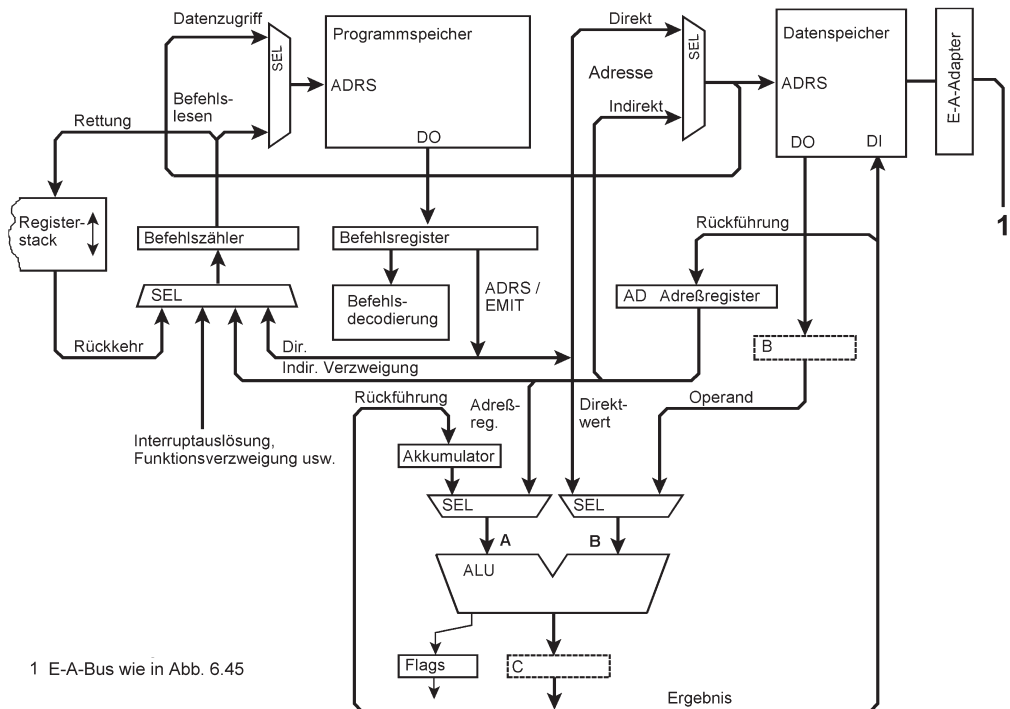 Datenzugriff
SEL
Programmspeicher
ADRS
DO
Befehls-
lesen
Rettung
Direkt
Adresse
Indirekt
SEL
Datenspeicher
ADRS
DO
DI
E-A-Adapter
1
Register-
stack
Befehlszähler
SEL
Rückkehr
Befehlsregister
Befehls-
decodierung
ADRS /
EMIT
Dir.
Indir. Verzweigung
Interruptauslösung,
Funktionsverzweigung usw.
Rückführung
AD Adreßregister
B
Rückführung
Adreß-
reg.
Direkt-
wert
Operand
Akkumulator
SEL
SEL
A
B
ALU
Flags
C
Ergebnis
1 E-A-Bus wie in Abb. 6.45